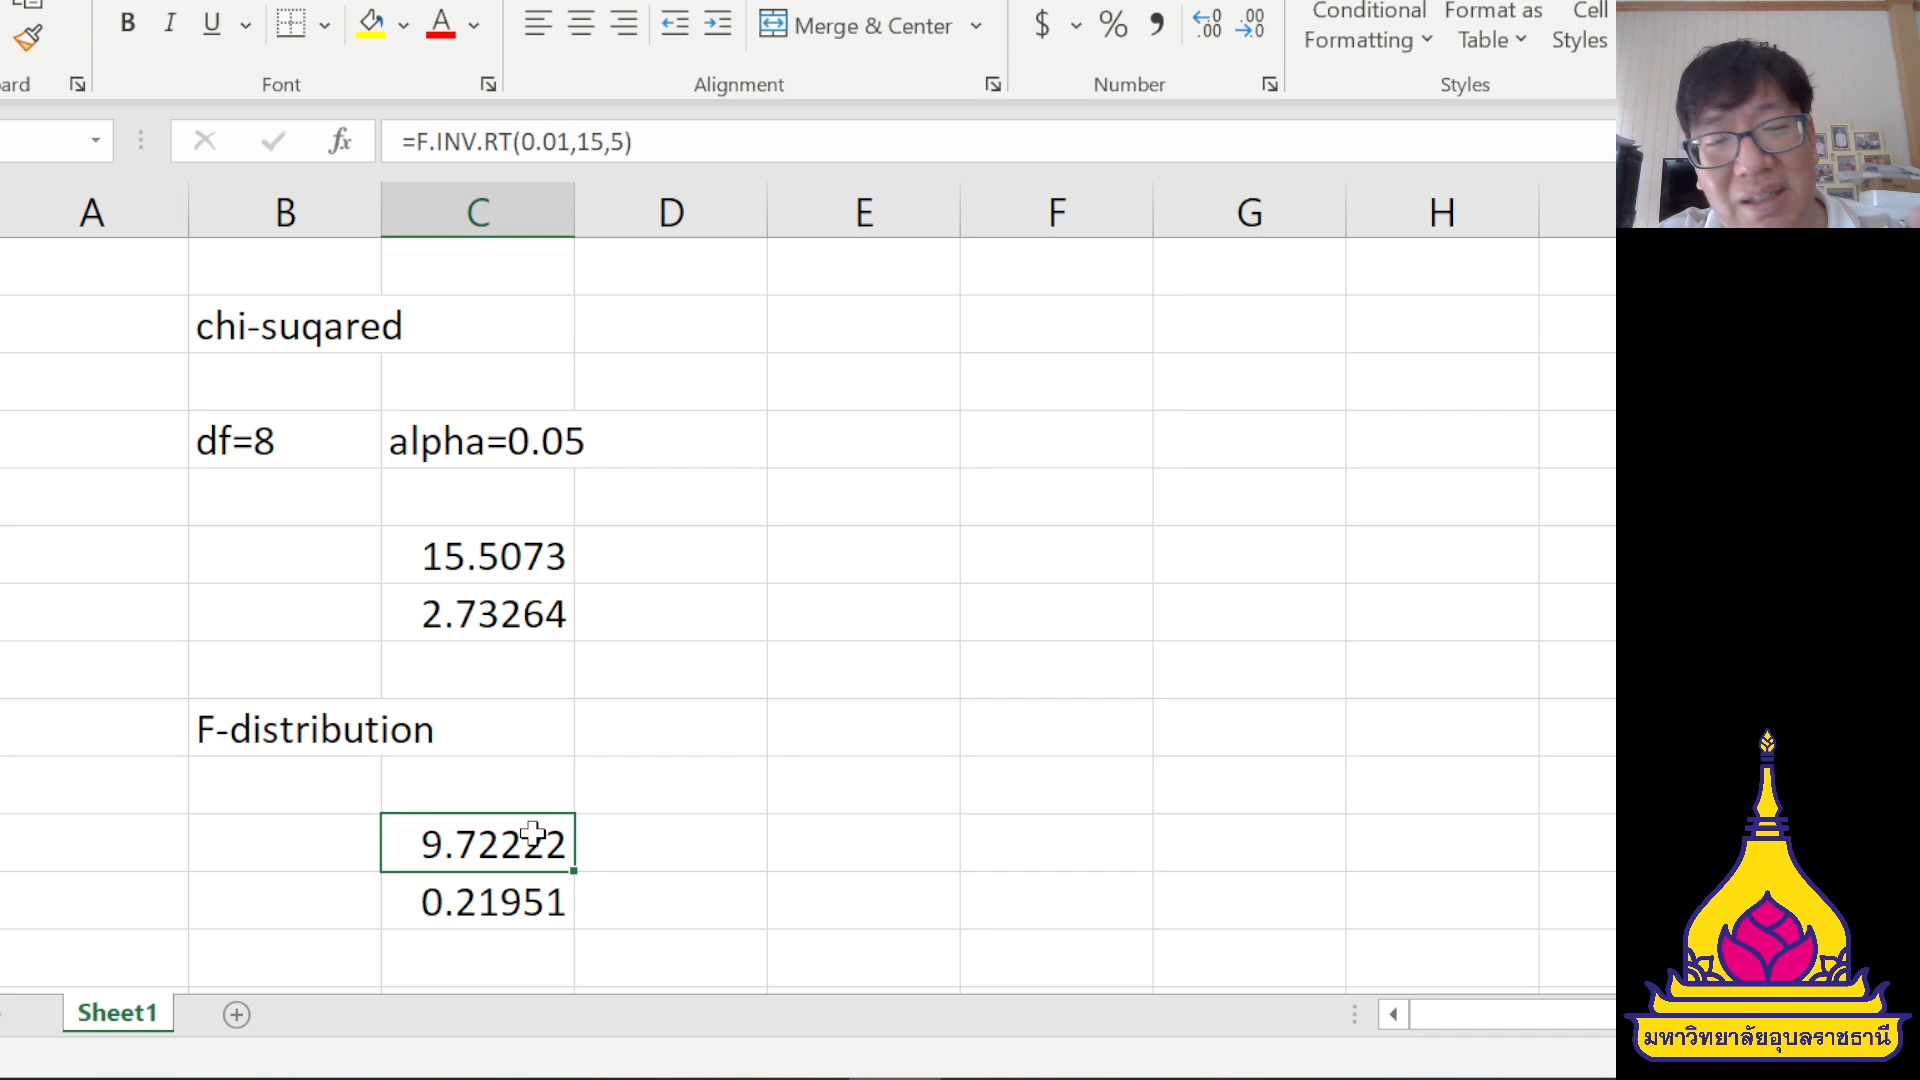 B I U A Merge & Center $ % Conditional Format as Cell
Formatting Table Styles
ard Font Alignment Number Styles
fx =F.INV.RT(0.01,15,5)
A B C D E F G H
chi-suqared
df=8 alpha=0.05
15.5073
2.73264
F-distribution
9.72222
0.21951
Sheet1
มหาวิทยาลัยอุบลราชธานี